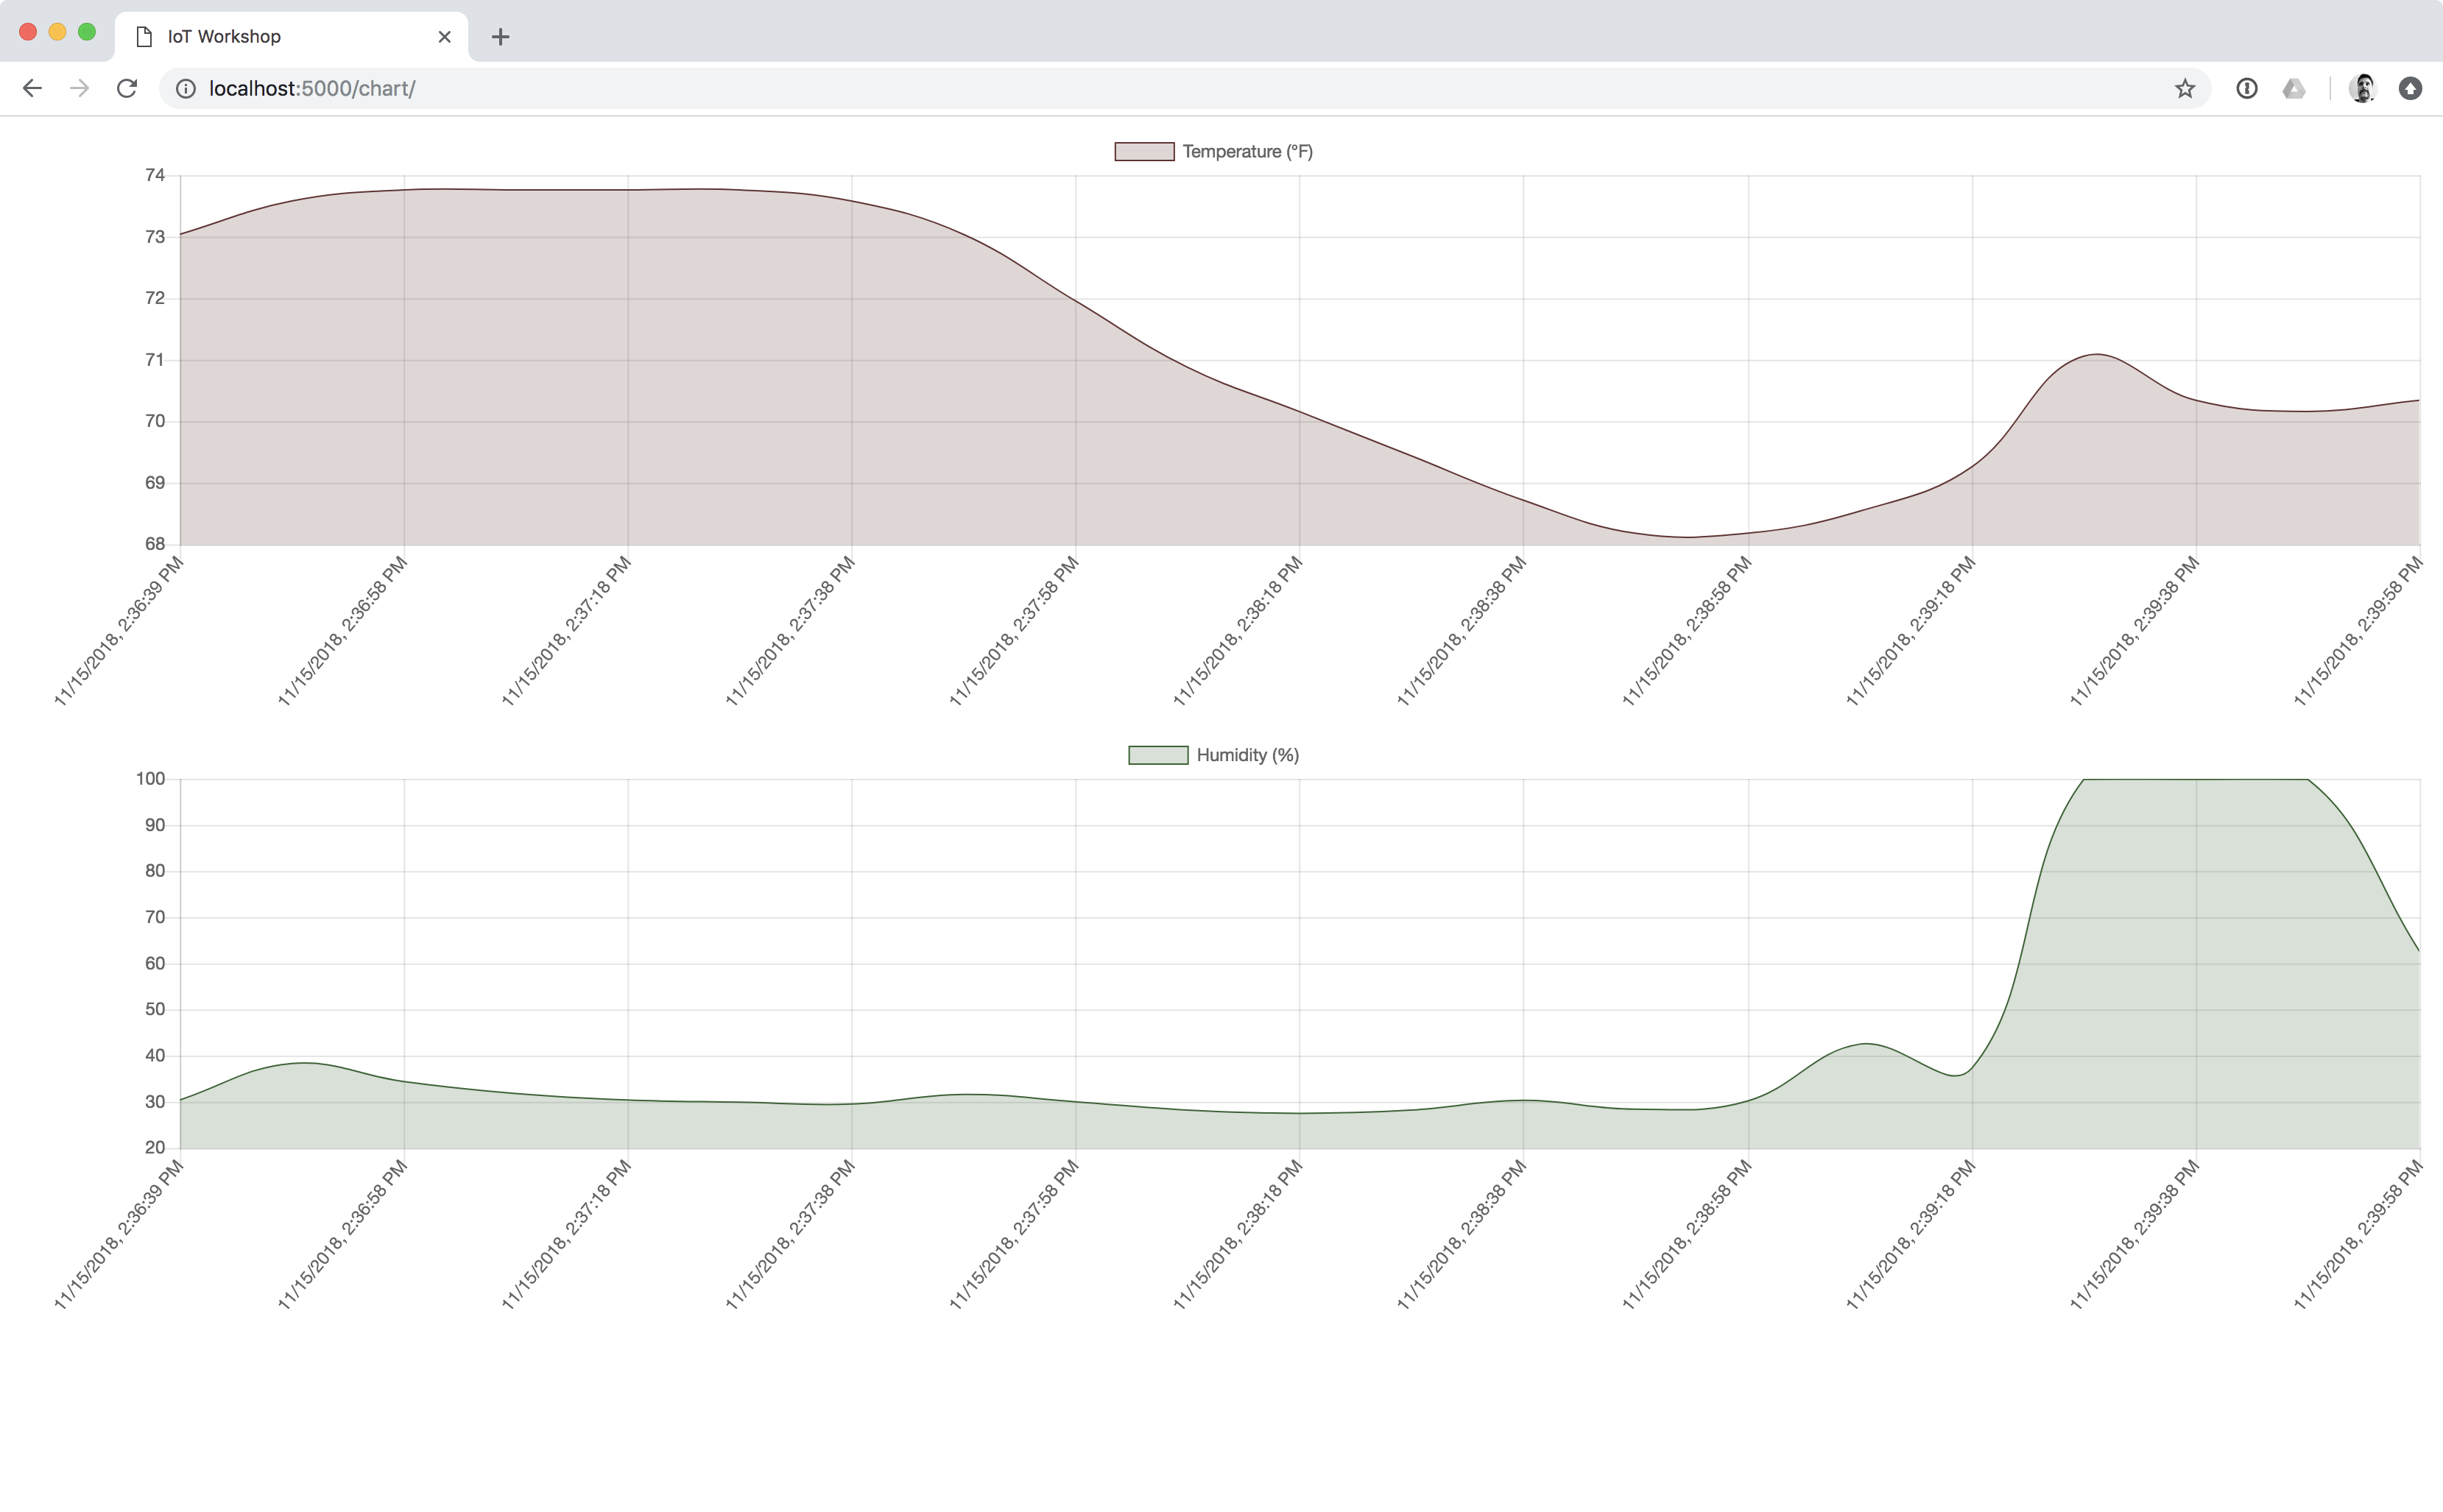 IoT Workshop
localhost:5000/chart/
Temperature (°F)
74
73
72
71
70
69
68
11/15/2018, 2:36:39 PM
11/15/2018, 2:36:58 PM
11/15/2018, 2:37:18 PM
11/15/2018, 2:37:38 PM
11/15/2018, 2:37:58 PM
11/15/2018, 2:38:18 PM
11/15/2018, 2:38:38 PM
11/15/2018, 2:38:58 PM
11/15/2018, 2:39:18 PM
11/15/2018, 2:39:38 PM
11/15/2018, 2:39:58 PM
Humidity (%)
100
90
80
70
60
50
40
30
20
11/15/2018, 2:36:39 PM
11/15/2018, 2:36:58 PM
11/15/2018, 2:37:18 PM
11/15/2018, 2:37:38 PM
11/15/2018, 2:37:58 PM
11/15/2018, 2:38:18 PM
11/15/2018, 2:38:38 PM
11/15/2018, 2:38:58 PM
11/15/2018, 2:39:18 PM
11/15/2018, 2:39:38 PM
11/15/2018, 2:39:58 PM